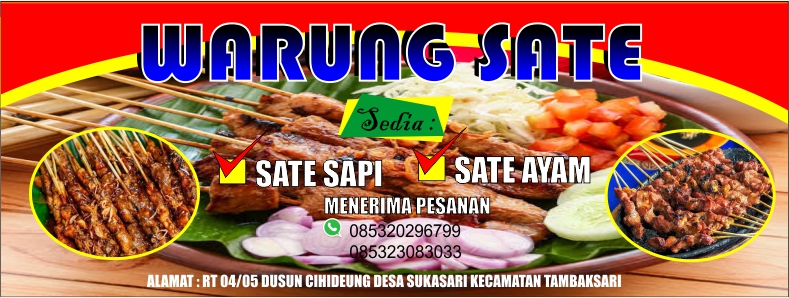 WARUNG SATE
Sedia :
SATE SAPI
SATE AYAM
MENERIMA PESANAN
085320296799
085323083033
ALAMAT : RT 04/05 DUSUN CIHIDEUNG DESA SUKASARI KECAMATAN TAMBAKSARI